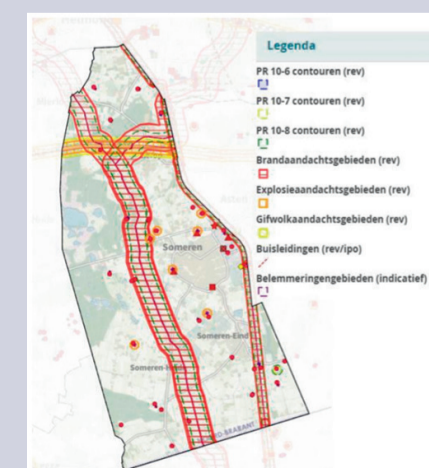 Legenda
PR 10-6 contouren (rev)
PR 10-7 contouren (rev)
PR 10-8 contouren (rev)
Brandaandachtsgebieden (rev)
Explosieaandachtsgebieden (rev)
Gifwolkaandachtsgebieden (rev)
Buisleidingen (rev/ipo)
Belemmeringengebieden (indicatief)
Someren
Someren-Eind